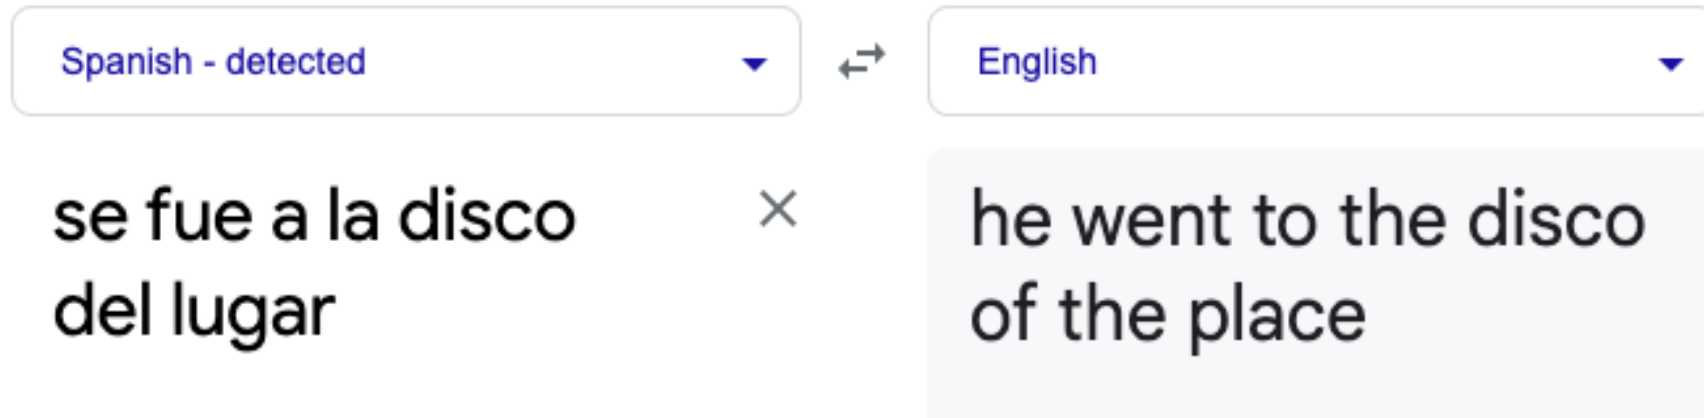 Spanish - detected
English
se fue a la disco
del lugar
he went to the disco
of the place